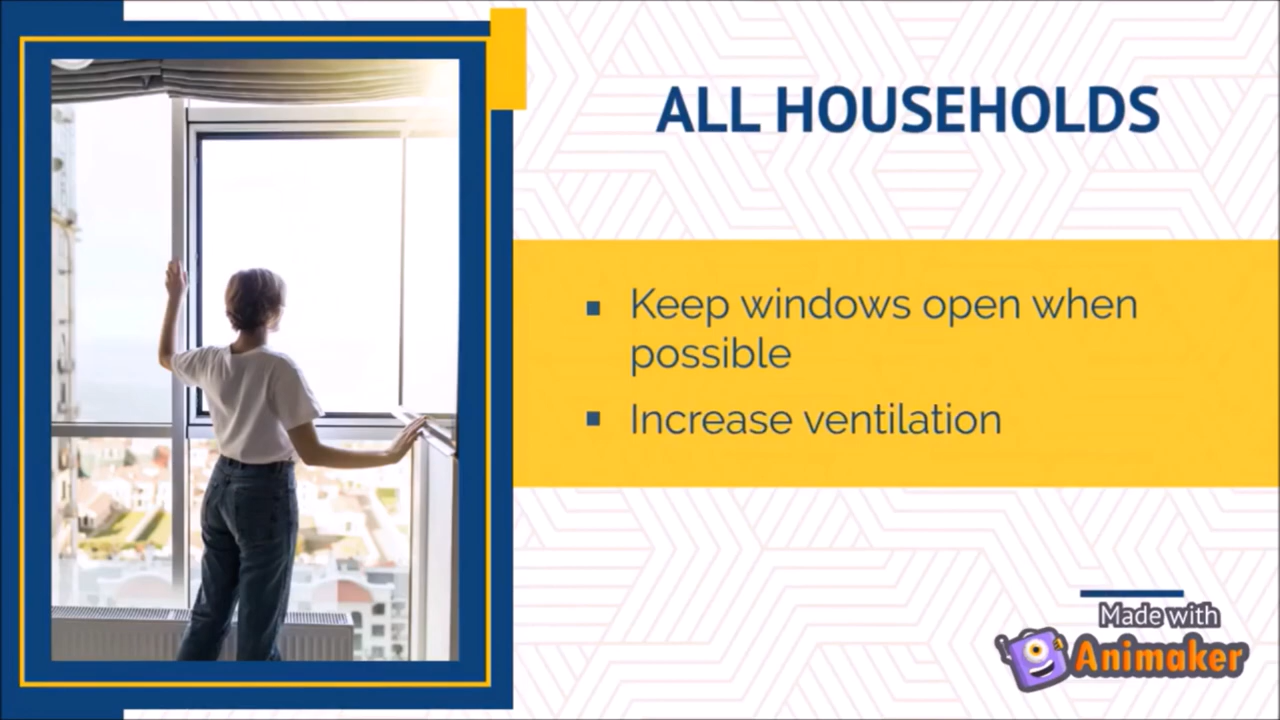 ALL HOUSEHOLDS
▪ Keep windows open when
possible
▪ Increase ventilation
Made with
Animaker